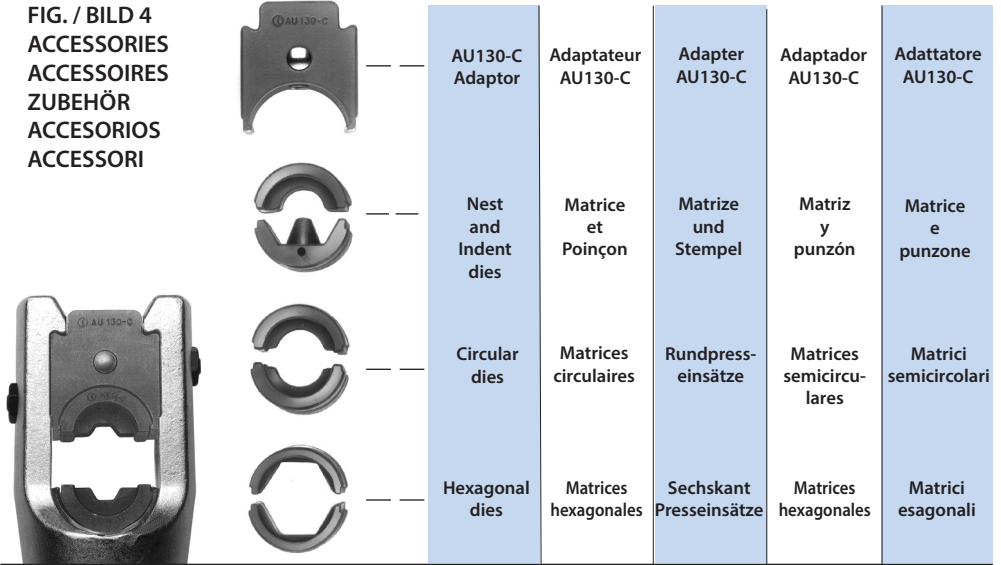 FIG. / BILD 4
ACCESSORIES
ACCESSOIRES
ZUBEHÖR
ACCESORIOS
ACCESSORI
AU130-C
AU130-C
Adaptor
Adaptateur
AU130-C
Adapter
AU130-C
Adaptador
AU130-C
Adattatore
AU130-C
Nest
and
Indent
dies
Matrice
et
Poinçon
Matrize
und
Stempel
Matriz
y
punzón
Matrice
e
punzone
AU 130-C
Circular
dies
Matrices
circulaires
Rundpress-
einsätze
Matrices
semicircu-
lares
Matrici
semicircolari
Hexagonal
dies
Matrices
hexagonales
Sechskant
Presseinsätze
Matrices
hexagonales
Matrici
esagonali